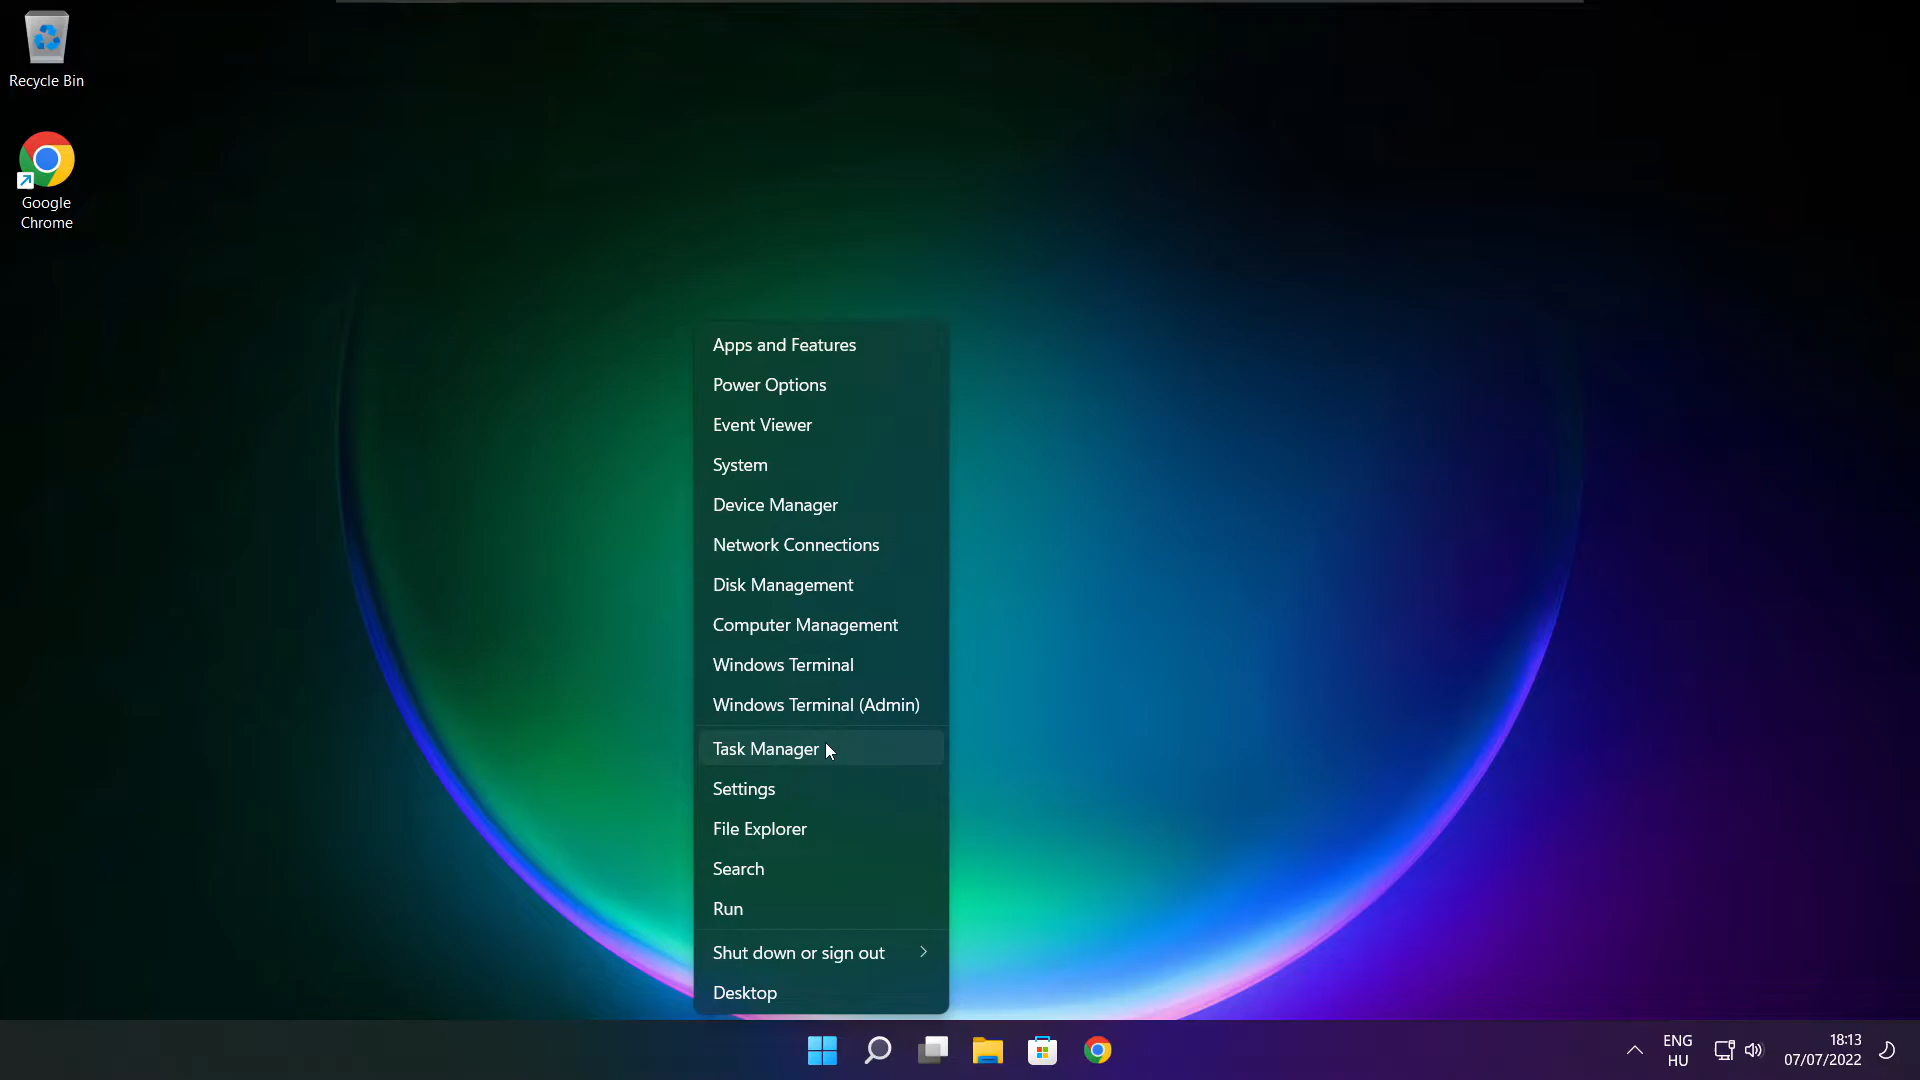 Recycle Bin
Google
Chrome
Apps and Features
Power Options
Event Viewer
System
Device Manager
Network Connections
Disk Management
Computer Management
Windows Terminal
Windows Terminal (Admin)
Task Manager
Settings
File Explorer
Search
Run
Shut down or sign out
Desktop
ENG
HU
18:13
07/07/2022